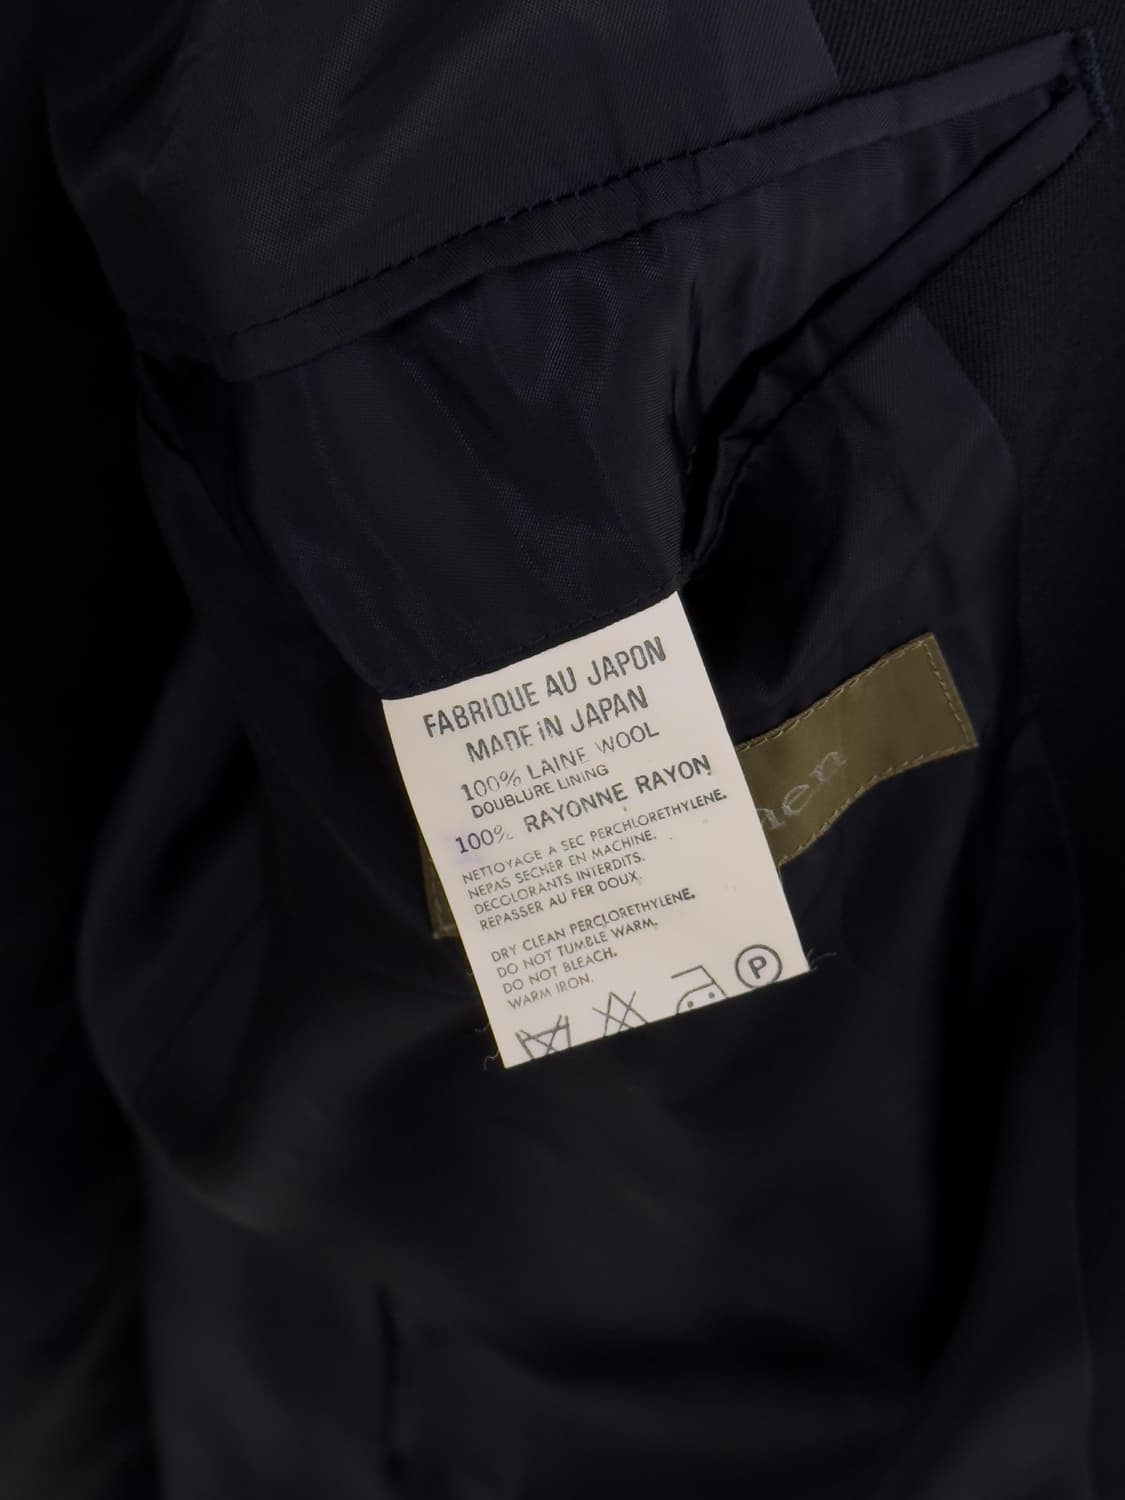 FABRIQUE AU JAPON
MADE IN JAPAN
100% LAINE WOOL
DOUBLURE LINING
100% RAYONNE RAYON
NETTOYAGE A SEC PERCHLORETHYLENE.
NEPAS SECHER EN MACHINE.
DECOLORANTS INTERDITS.
REPASSER AU FER DOUX.
DRY CLEAN PERCLORETHYLENE.
DO NOT TUMBLE WARM.
DO NOT BLEACH.
WARM IRON.
P